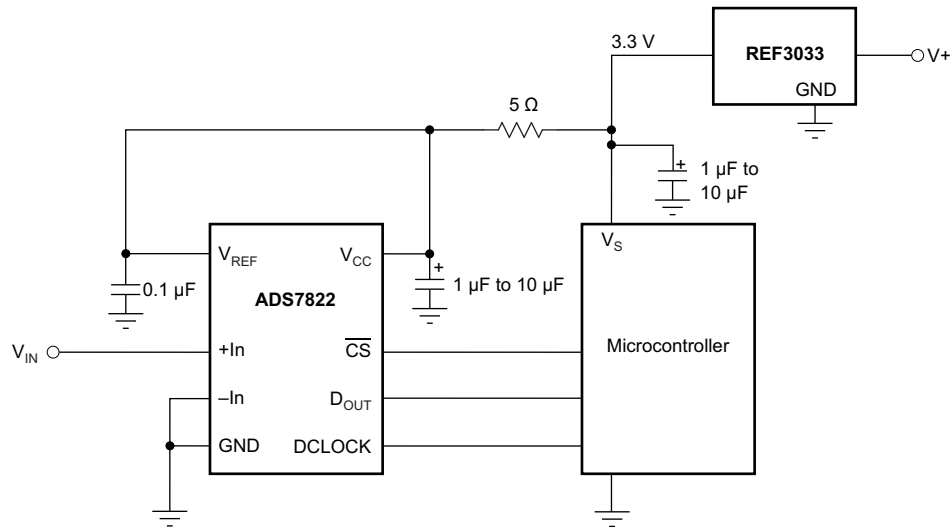 3.3 V
REF3033
GND
V+
5 Ω
1 µF to
10 µF
V_REF
V_CC
V_S
0.1 µF
ADS7822
1 µF to 10 µF
V_IN
+In
C̅S̅
Microcontroller
–In
D_OUT
GND
DCLOCK